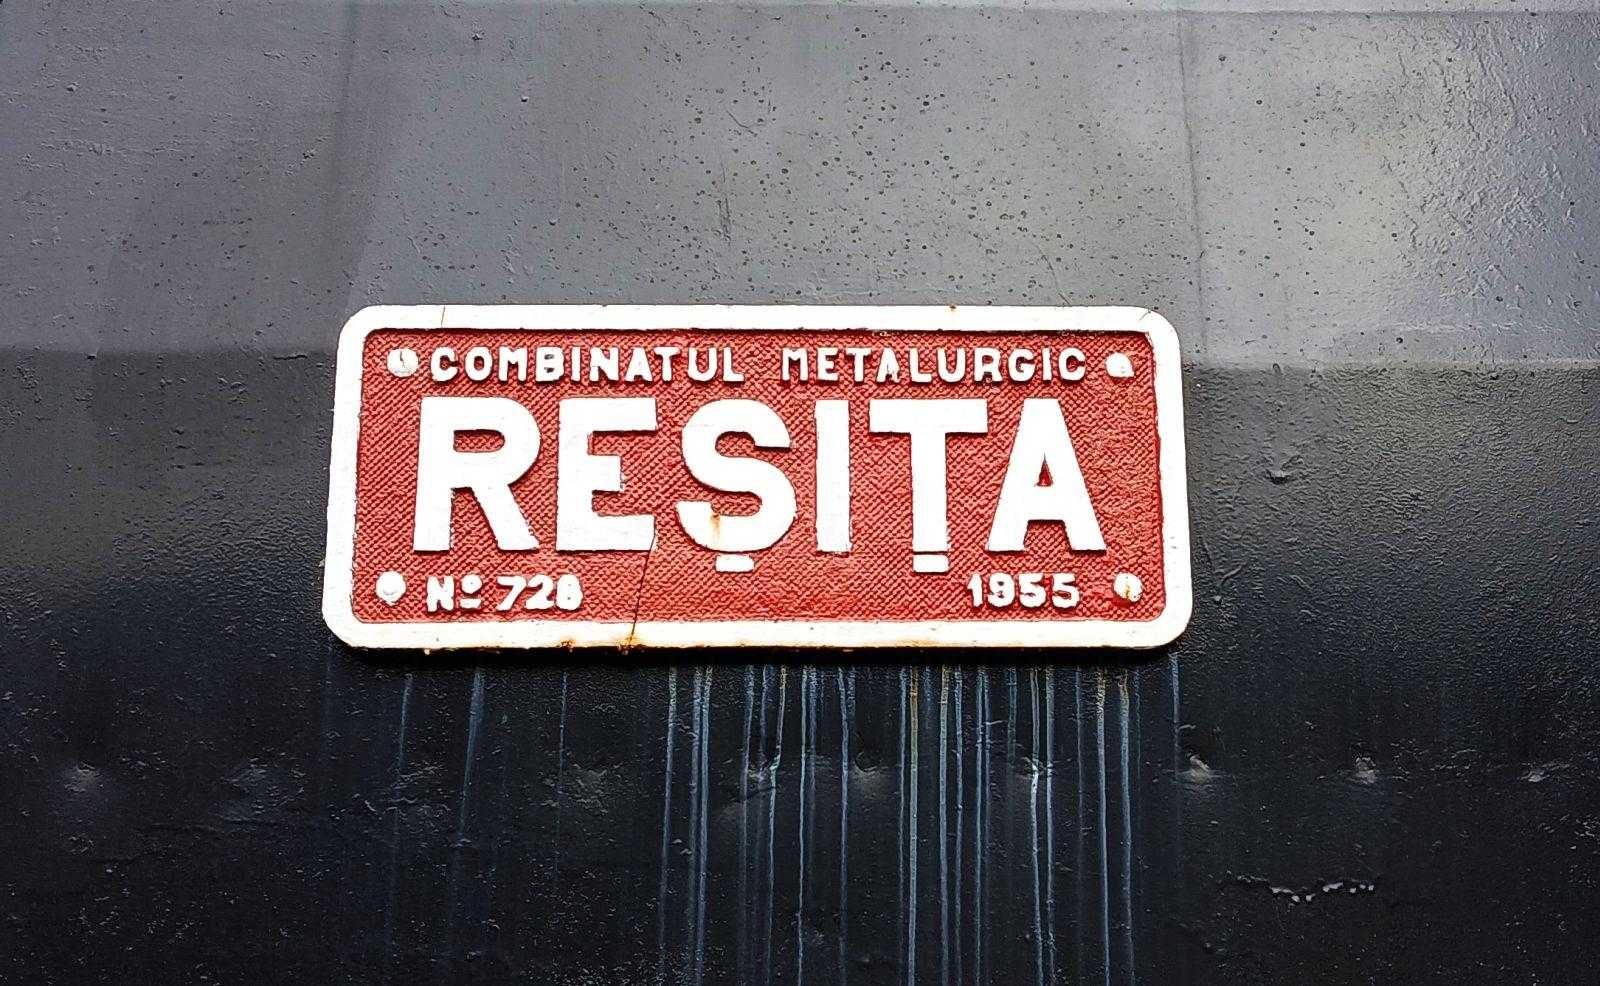 COMBINATUL METALURGIC
REȘIȚA
Nº 728 1955